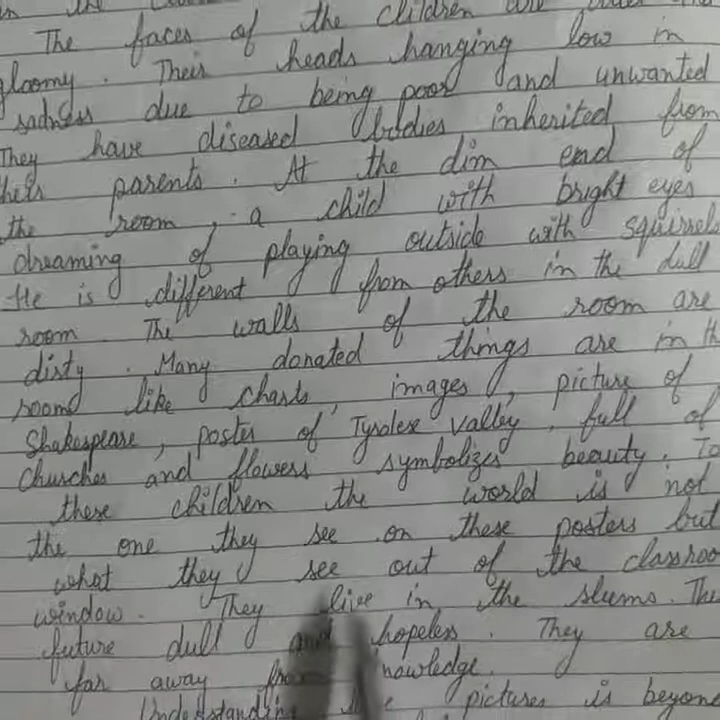 of the children are
The faces
gloomy. Their heads hanging low in
sadness due to being poor and unwanted
They have diseased bodies inherited from
parents. At the dim end of
the room, a child with bright eyes
dreaming of playing outside with squirrels
He is different from others in the dull
room. The walls of the room are
dirty. Many donated things are in th
room like charts, images, picture of
Shakespeare, poster of Tyrolese valley, full of
churches and flowers symbolizes beauty. To
these children the world is not
the one they see on these posters but
what they see out of the classroo
window. They live in the slums. The
future dull and hopeless. They are
far away from knowledge.
Understanding pictures is beyon